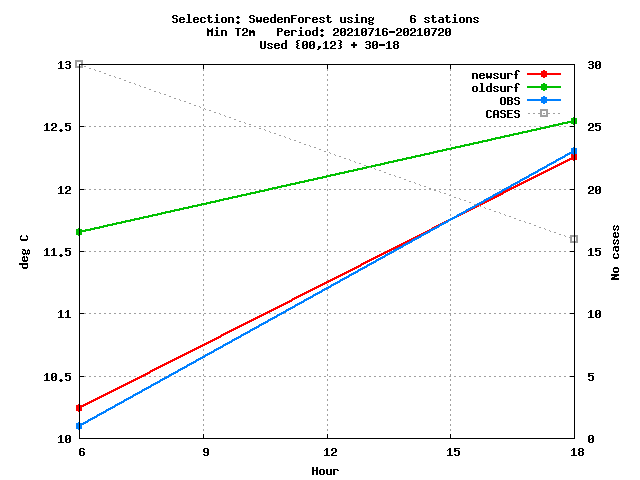 Selection: SwedenForest using     6 stations
Min T2m   Period: 20210716-20210720
Used {00,12} + 30-18
newsurf
oldsurf
OBS
CASES
13
12,5
12
11,5
11
10,5
10
deg C
30
25
20
15
10
5
0
No cases
6 9 12 15 18
Hour